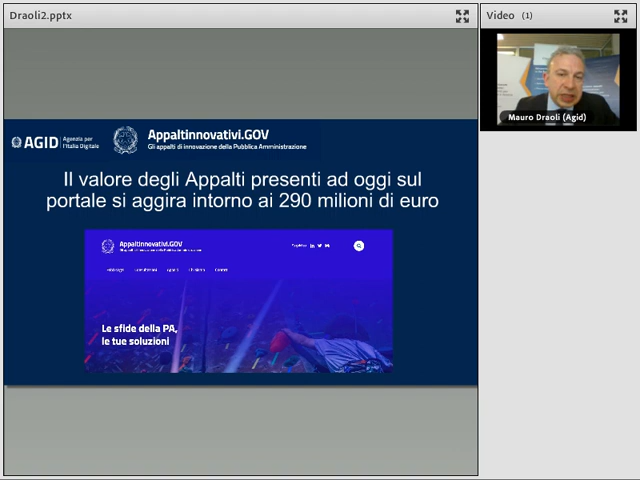 Draoli2.pptx
Video (1)
Mauro Draoli (Agid)
AGID Agenzia per l'Italia Digitale
Appaltinnovativi.GOV
Gli appalti di innovazione della Pubblica Amministrazione
Il valore degli Appalti presenti ad oggi sul
portale si aggira intorno ai 290 milioni di euro
Appaltinnovativi.GOV
Le sfide della PA,
le tue soluzioni